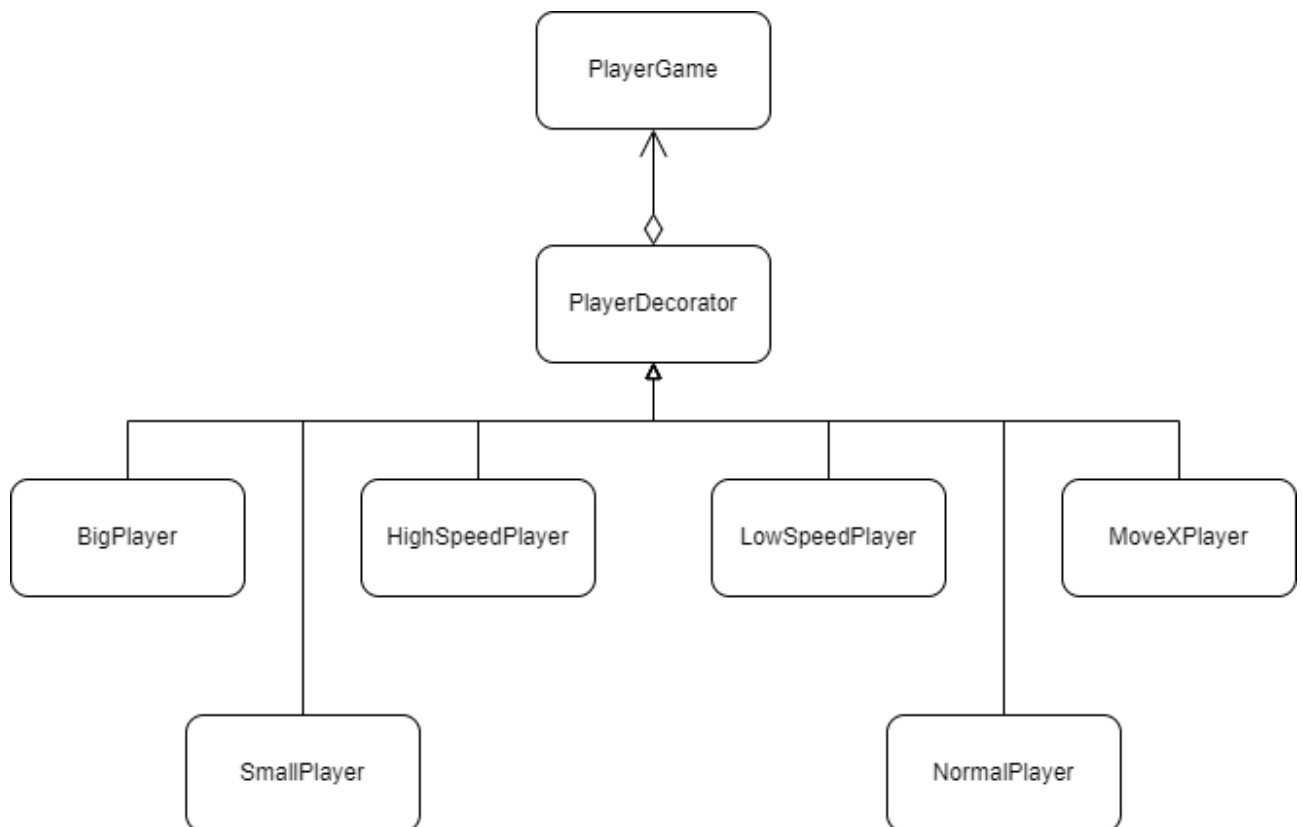 PlayerGame
PlayerDecorator
BigPlayer
HighSpeedPlayer
LowSpeedPlayer
MoveXPlayer
SmallPlayer
NormalPlayer